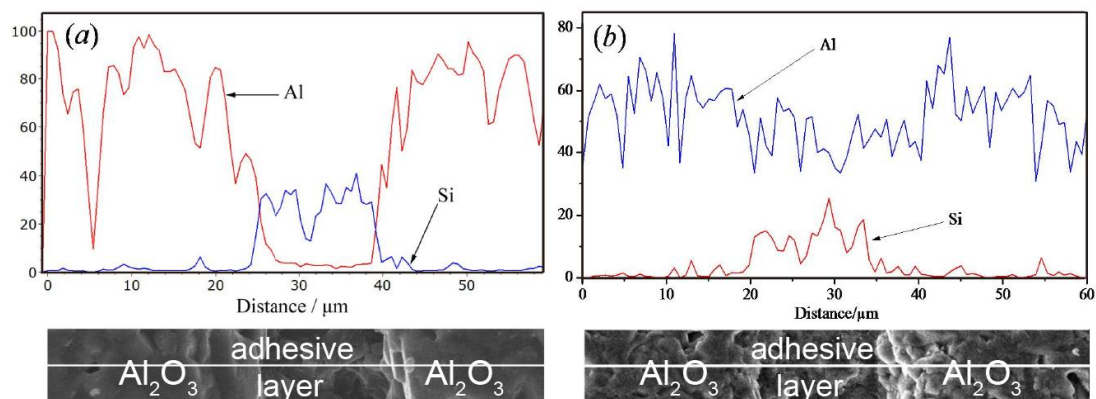 (a)
100
80
60
40
20
0
Al
Si
0 10 20 30 40 50
Distance / μm
adhesive
Al2O3 Al2O3
layer
(b)
80
60
40
20
0
Al
Si
0 10 20 30 40 50 60
Distance/μm
adhesive
Al2O3 Al2O3
layer